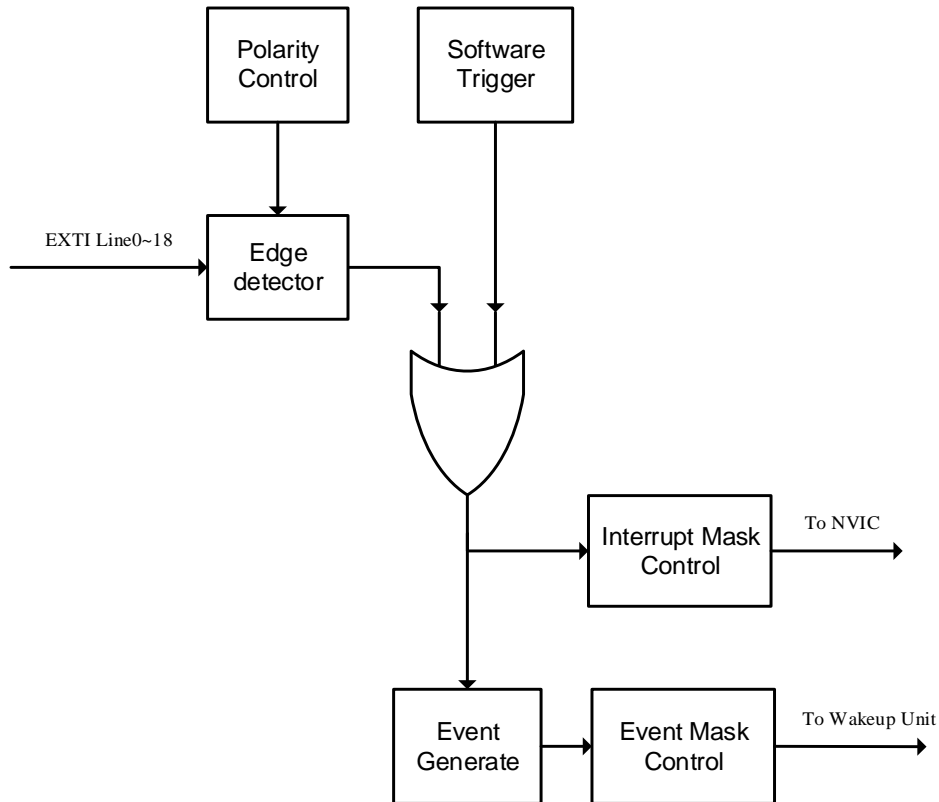 Polarity
Control
Software
Trigger
EXTI Line0~18
Edge
detector
Interrupt Mask
Control
To NVIC
Event
Generate
Event Mask
Control
To Wakeup Unit